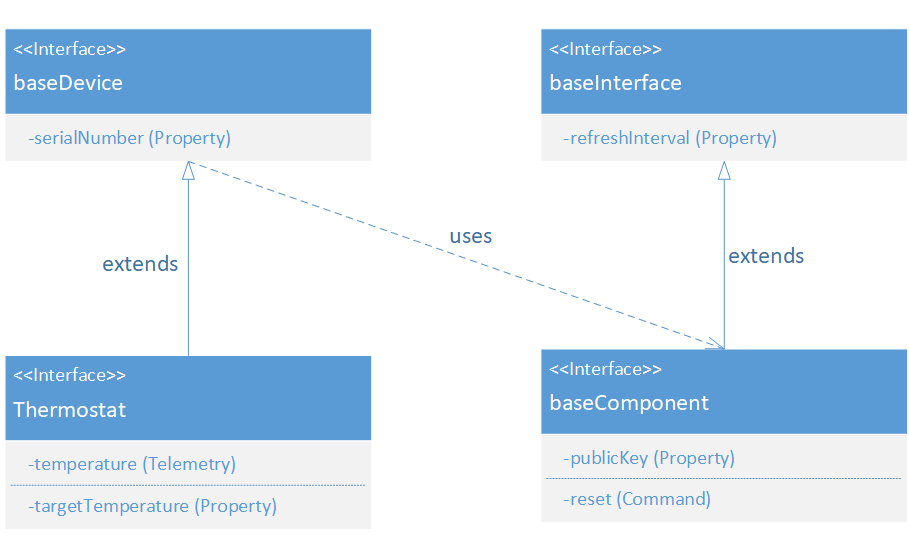 <<Interface>>
baseDevice
-serialNumber (Property)
<<Interface>>
baseInterface
-refreshInterval (Property)
uses
extends
extends
<<Interface>>
Thermostat
-temperature (Telemetry)
-targetTemperature (Property)
<<Interface>>
baseComponent
-publicKey (Property)
-reset (Command)